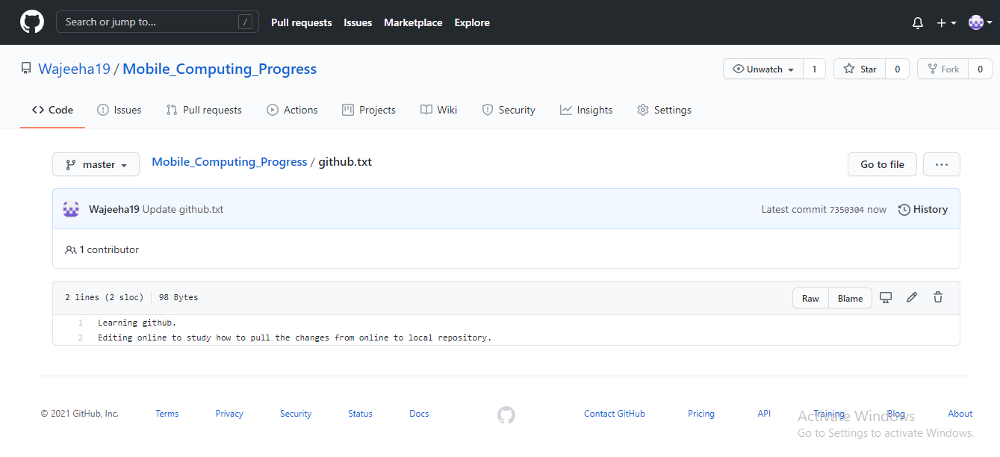 Search or jump to... /
Pull requests Issues Marketplace Explore
Wajeeha19 / Mobile_Computing_Progress
Unwatch 1 Star 0 Fork 0
Code Issues Pull requests Actions Projects Wiki Security Insights Settings
master Mobile_Computing_Progress / github.txt Go to file ...
Wajeeha19 Update github.txt Latest commit 7350304 now History
1 contributor
2 lines (2 sloc) 98 Bytes Raw Blame
1 Learning github.
2 Editing online to study how to pull the changes from online to local repository.
© 2021 GitHub, Inc. Terms Privacy Security Status Docs Contact GitHub Pricing API Training Blog About
Activate Windows
Go to Settings to activate Windows.